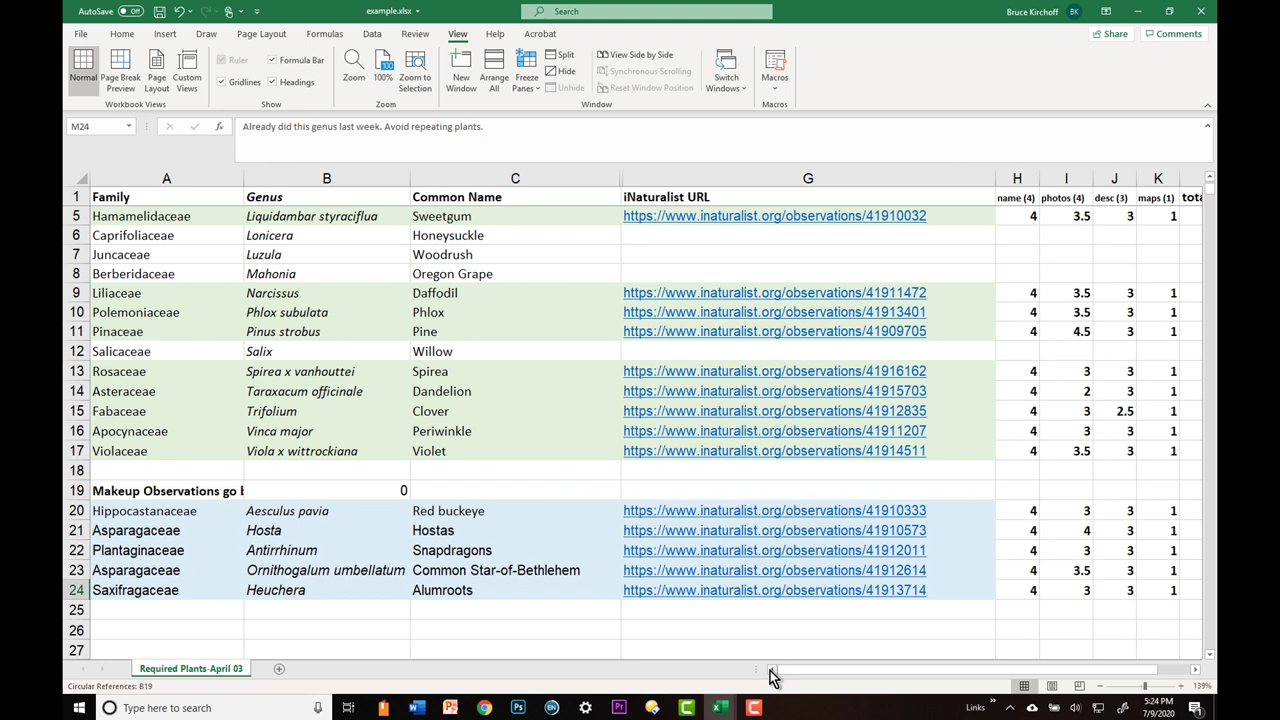 AutoSave Off example.xlsx Search Bruce Kirchoff BK
File Home Insert Draw Page Layout Formulas Data Review View Help Acrobat Share Comments
Normal Page Break Preview Page Layout Custom Views Ruler Formula Bar Gridlines Headings Zoom 100% Zoom to Selection New Window Arrange All Freeze Panes Split Hide Unhide View Side by Side Synchronous Scrolling Reset Window Position Switch Windows Macros
Workbook Views Show Zoom Window Macros
M24 fx Already did this genus last week. Avoid repeating plants.
A B C G H I J K
1 Family Genus Common Name iNaturalist URL name (4) photos (4) desc (3) maps (1) tota
5 Hamamelidaceae Liquidambar styraciflua Sweetgum https://www.inaturalist.org/observations/41910032 4 3.5 3 1
6 Caprifoliaceae Lonicera Honeysuckle
7 Juncaceae Luzula Woodrush
8 Berberidaceae Mahonia Oregon Grape
9 Liliaceae Narcissus Daffodil https://www.inaturalist.org/observations/41911472 4 3.5 3 1
10 Polemoniaceae Phlox subulata Phlox https://www.inaturalist.org/observations/41913401 4 3.5 3 1
11 Pinaceae Pinus strobus Pine https://www.inaturalist.org/observations/41909705 4 4.5 3 1
12 Salicaceae Salix Willow
13 Rosaceae Spirea x vanhouttei Spirea https://www.inaturalist.org/observations/41916162 4 3 3 1
14 Asteraceae Taraxacum officinale Dandelion https://www.inaturalist.org/observations/41915703 4 2 3 1
15 Fabaceae Trifolium Clover https://www.inaturalist.org/observations/41912835 4 3 2.5 1
16 Apocynaceae Vinca major Periwinkle https://www.inaturalist.org/observations/41911207 4 3 3 1
17 Violaceae Viola x wittrockiana Violet https://www.inaturalist.org/observations/41914511 4 3.5 3 1
18
19 Makeup Observations go b 0
20 Hippocastanaceae Aesculus pavia Red buckeye https://www.inaturalist.org/observations/41910333 4 3 3 1
21 Asparagaceae Hosta Hostas https://www.inaturalist.org/observations/41910573 4 4 3 1
22 Plantaginaceae Antirrhinum Snapdragons https://www.inaturalist.org/observations/41912011 4 3 3 1
23 Asparagaceae Ornithogalum umbellatum Common Star-of-Bethlehem https://www.inaturalist.org/observations/41912614 4 3.5 3 1
24 Saxifragaceae Heuchera Alumroots https://www.inaturalist.org/observations/41913714 4 3 3 1
25
26
27
Required Plants-April 03
Circular References: B19 139%
Type here to search Links 5:24 PM
7/9/2020